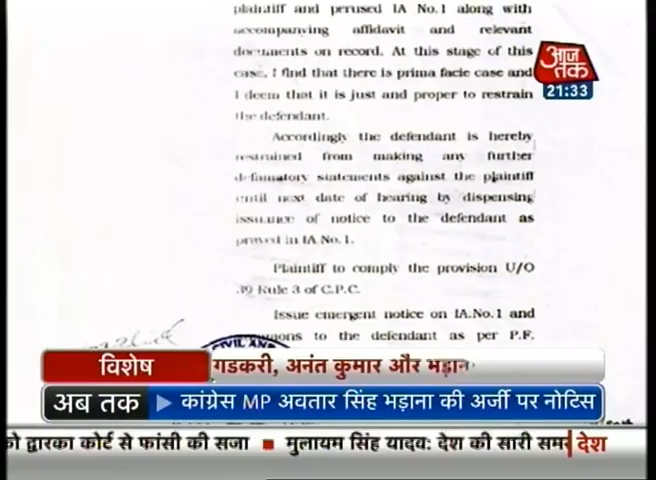 plaintiff and perused IA No.1 along with
accompanying affidavit and relevant
documents on record. At this stage of this
case, I find that there is prima facie case and
I deem that it is just and proper to restrain
the defendant.
आज
तक
21:33
Accordingly the defendant is hereby
restrained from making any further
defamatory statements against the plaintiff
until next date of hearing by dispensing
issuance of notice to the defendant as
prayed in IA.No.1.
Plaintiff to comply the provision U/O
39 Rule 3 of C.P.C.
Issue emergent notice on IA.No.1 and
to the defendant as per P.F.
CIVIL AND
विशेष
गडकरी, अनंत कुमार और भड़ान
अब तक
कांग्रेस MP अवतार सिंह भड़ाना की अर्जी पर नोटिस
को द्वारका कोर्ट से फांसी की सजा ■ मुलायम सिंह यादव: देश की सारी सम
देश